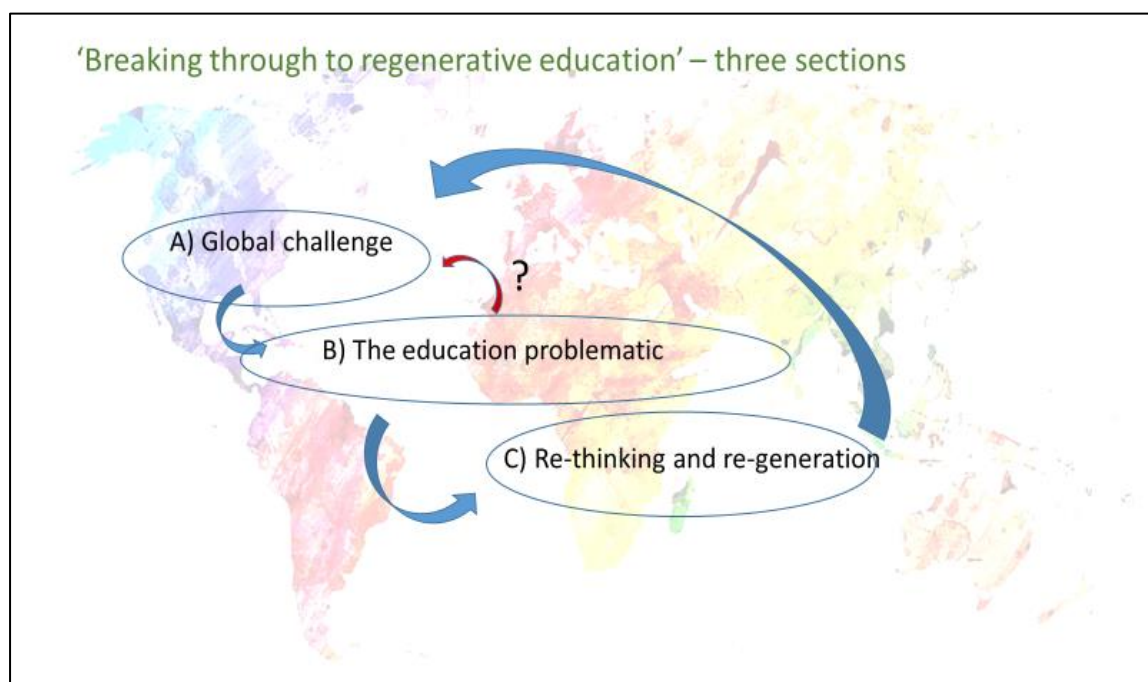 ‘Breaking through to regenerative education’ – three sections
A) Global challenge
?
B) The education problematic
C) Re-thinking and re-generation